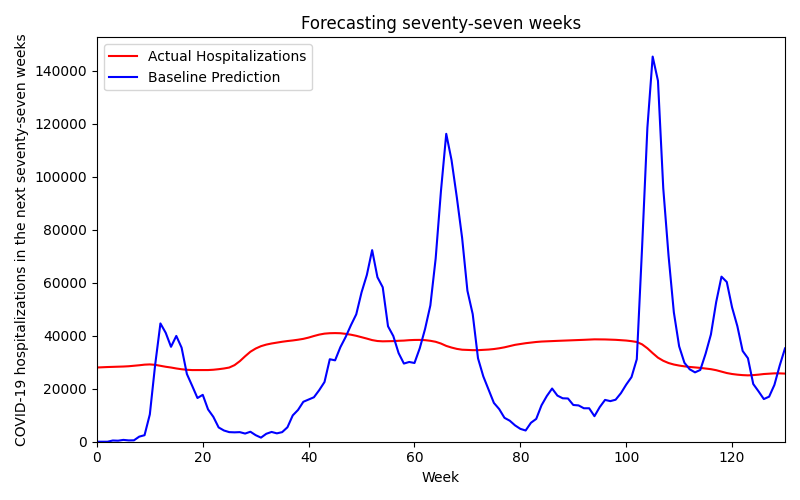 Forecasting seventy-seven weeks
Actual Hospitalizations
Baseline Prediction
COVID-19 hospitalizations in the next seventy-seven weeks
140000
120000
100000
80000
60000
40000
20000
0
0 20 40 60 80 100 120
Week